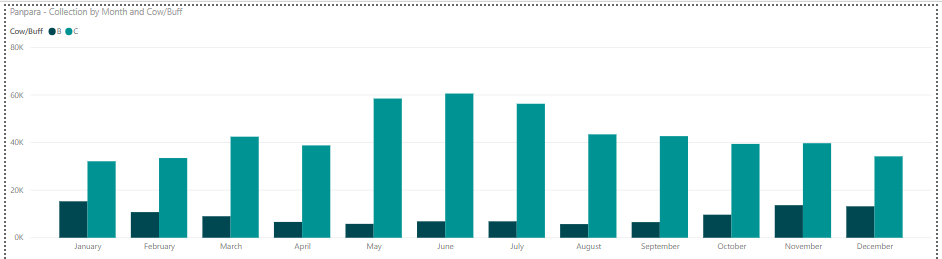 Panpara - Collection by Month and Cow/Buff
Cow/Buff B C
80K
60K
40K
20K
0K
January February March April May June July August September October November December